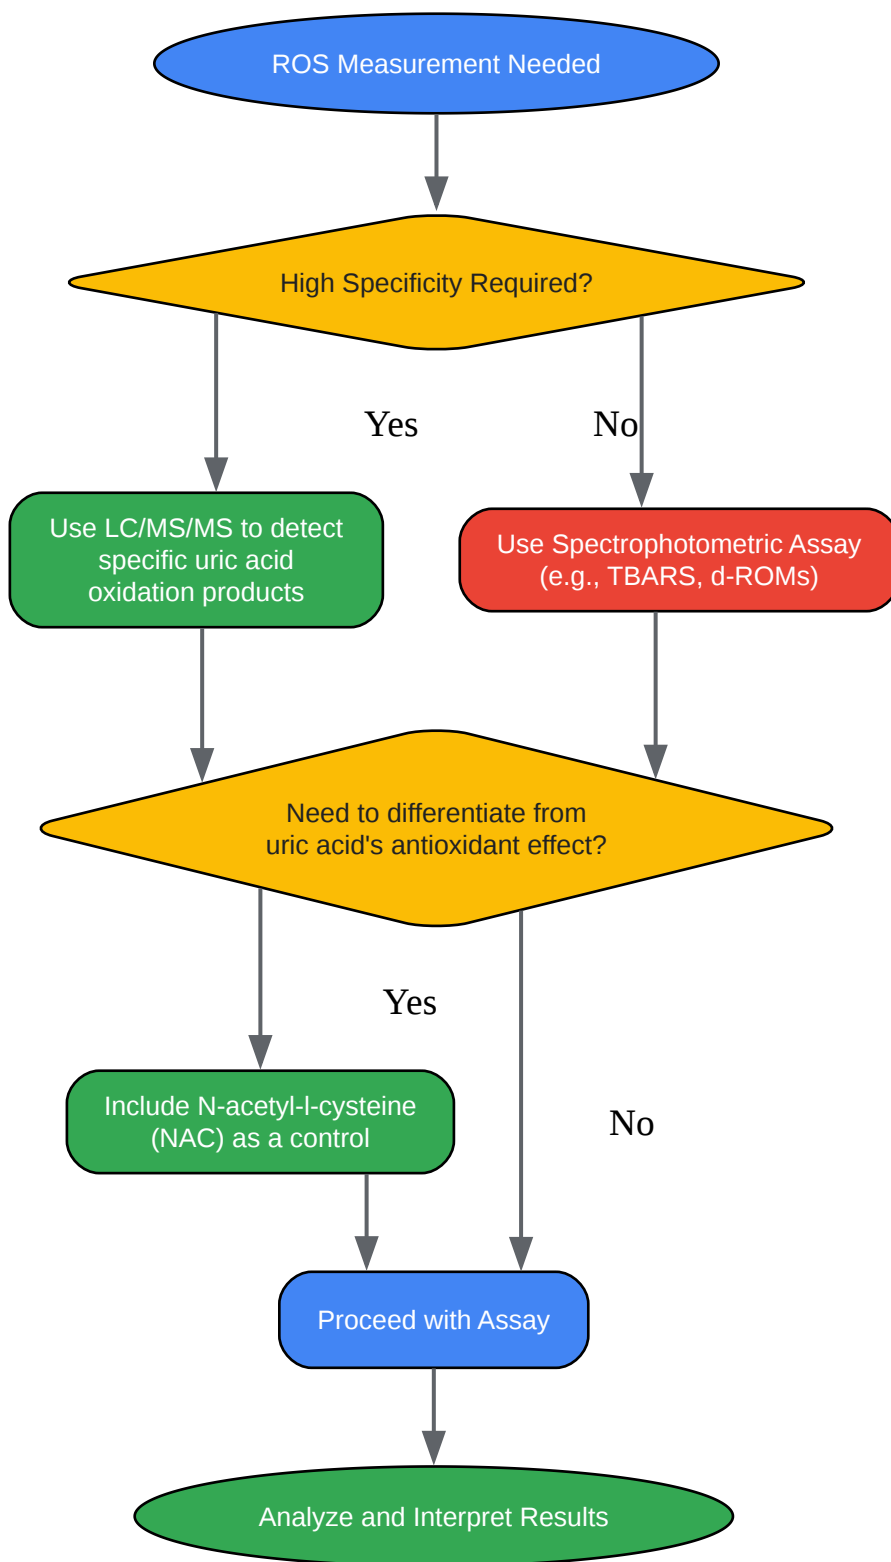 ROS Measurement Needed
High Specificity Required?
Yes
No
Use LC/MS/MS to detect
specific uric acid
oxidation products
Use Spectrophotometric Assay
(e.g., TBARS, d-ROMs)
Need to differentiate from
uric acid's antioxidant effect?
Yes
Include N-acetyl-l-cysteine
(NAC) as a control
No
Proceed with Assay
Analyze and Interpret Results